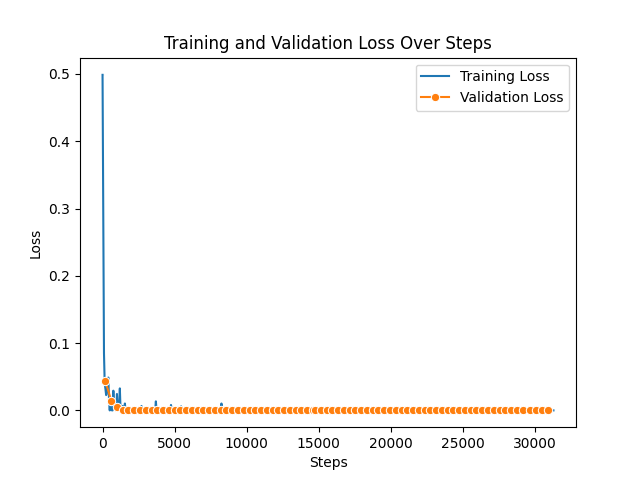 Training and Validation Loss Over Steps
Training Loss
Validation Loss
0.5
0.4
0.3
0.2
0.1
0.0
Loss
0 5000 10000 15000 20000 25000 30000
Steps